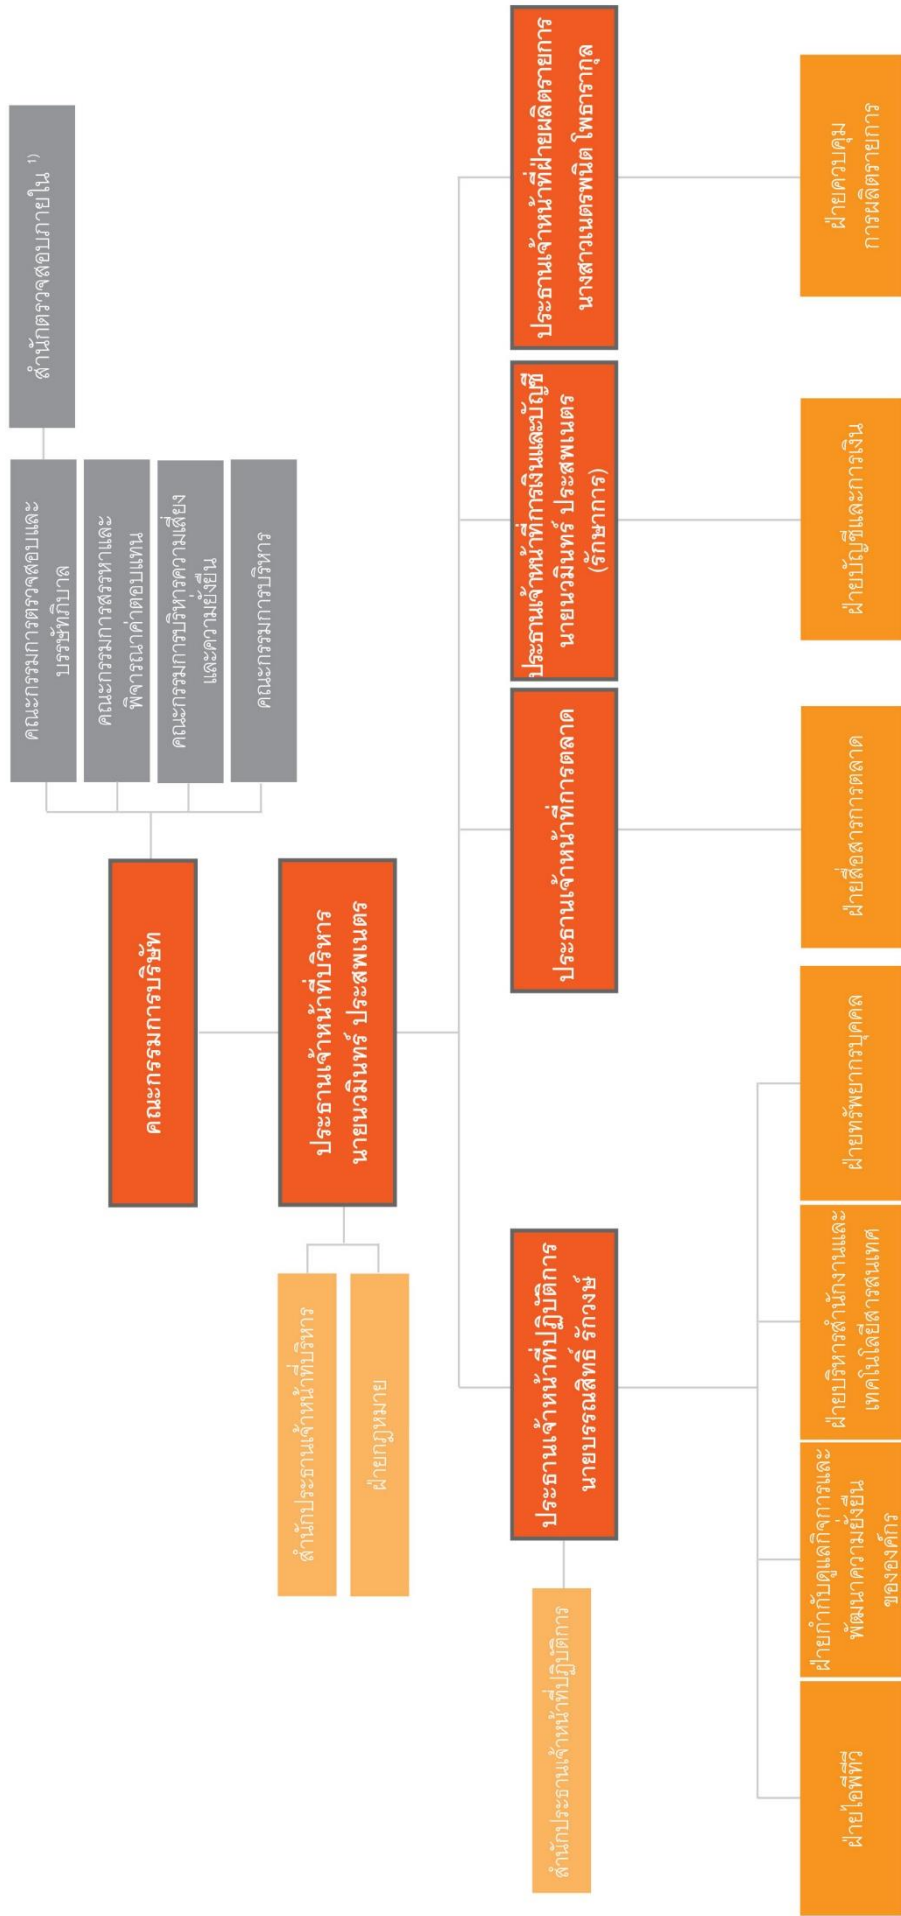 สำนักตรวจสอบภายใน ¹⁾
คณะกรรมการตรวจสอบและ
บรรษัทภิบาล
คณะกรรมการสรรหาและ
พิจารณาค่าตอบแทน
คณะกรรมการบริหารความเสี่ยง
และความยั่งยืน
คณะกรรมการบริหาร
คณะกรรมการบริษัท
ประธานเจ้าหน้าที่บริหาร
นายนวมินทร์ ประสพเนตร
สำนักประธานเจ้าหน้าที่บริหาร
ฝ่ายกฎหมาย
สำนักประธานเจ้าหน้าที่ปฏิบัติการ
ประธานเจ้าหน้าที่ปฏิบัติการ
นายบรรณสิทธิ์ รักวงษ์
ประธานเจ้าหน้าที่การตลาด
ประธานเจ้าหน้าที่การเงินและบัญชี
นายนวมินทร์ ประสพเนตร
(รักษาการ)
ประธานเจ้าหน้าที่ฝ่ายผลิตรายการ
นางสาวเนตรพนิต โพธารากุล
ฝ่ายไอพีทีวี
ฝ่ายกำกับดูแลกิจการและ
พัฒนาความยั่งยืน
ขององค์กร
ฝ่ายบริหารสำนักงานและ
เทคโนโลยีสารสนเทศ
ฝ่ายทรัพยากรบุคคล
ฝ่ายสื่อสารการตลาด
ฝ่ายบัญชีและการเงิน
ฝ่ายควบคุม
การผลิตรายการ